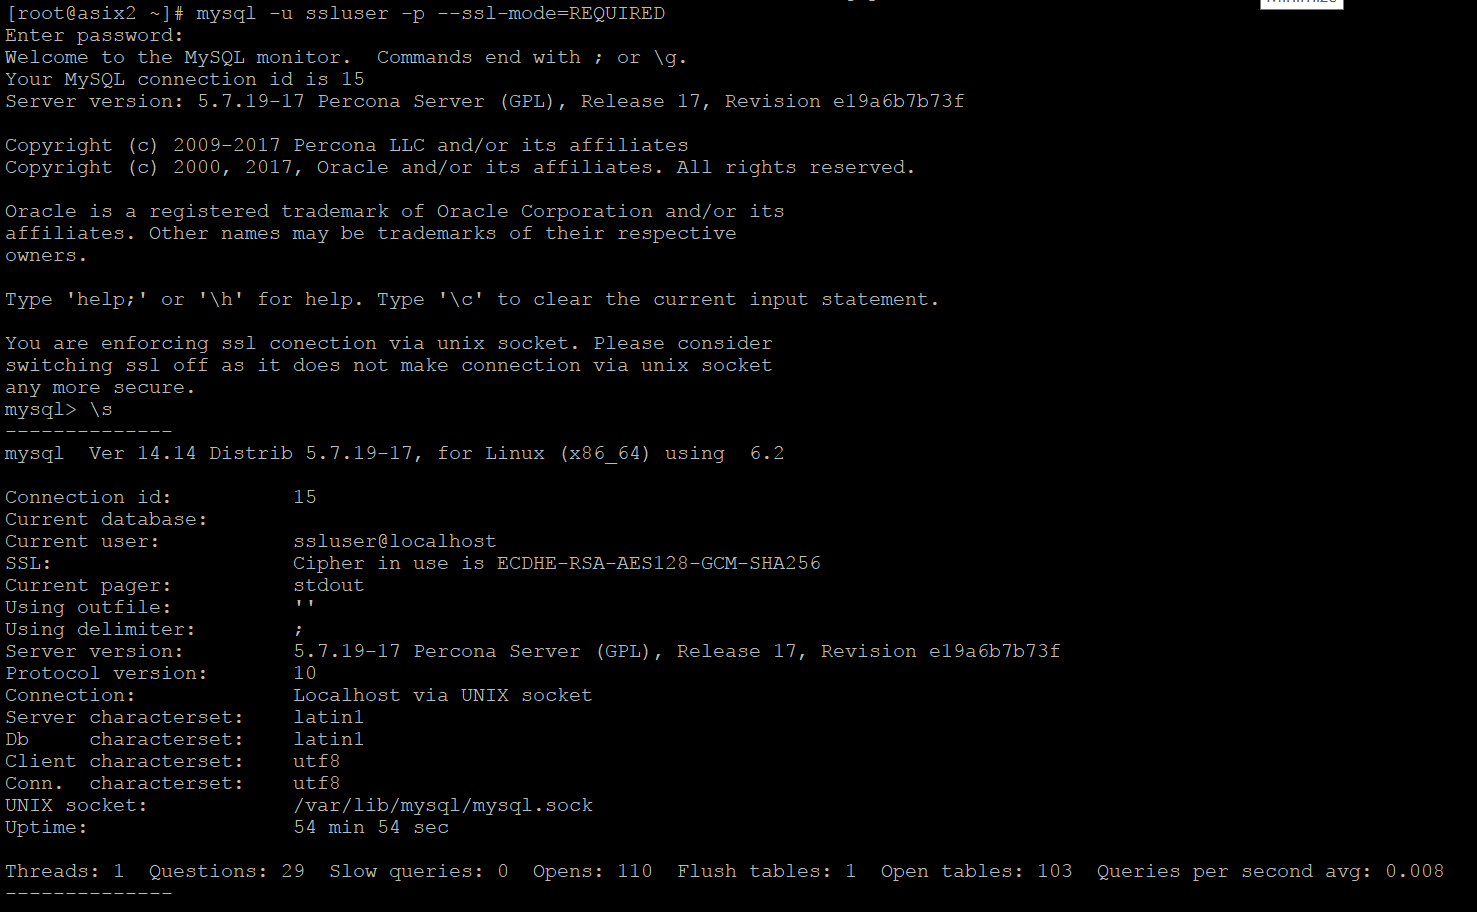 [root@asix2 ~]# mysql -u ssluser -p --ssl-mode=REQUIRED
Enter password:
Welcome to the MySQL monitor.  Commands end with ; or \g.
Your MySQL connection id is 15
Server version: 5.7.19-17 Percona Server (GPL), Release 17, Revision e19a6b7b73f

Copyright (c) 2009-2017 Percona LLC and/or its affiliates
Copyright (c) 2000, 2017, Oracle and/or its affiliates. All rights reserved.

Oracle is a registered trademark of Oracle Corporation and/or its
affiliates. Other names may be trademarks of their respective
owners.

Type 'help;' or '\h' for help. Type '\c' to clear the current input statement.

You are enforcing ssl conection via unix socket. Please consider
switching ssl off as it does not make connection via unix socket
any more secure.
mysql> \s
--------------
mysql  Ver 14.14 Distrib 5.7.19-17, for Linux (x86_64) using  6.2

Connection id:          15
Current database:
Current user:           ssluser@localhost
SSL:                    Cipher in use is ECDHE-RSA-AES128-GCM-SHA256
Current pager:          stdout
Using outfile:          ''
Using delimiter:        ;
Server version:         5.7.19-17 Percona Server (GPL), Release 17, Revision e19a6b7b73f
Protocol version:       10
Connection:             Localhost via UNIX socket
Server characterset:    latin1
Db     characterset:    latin1
Client characterset:    utf8
Conn.  characterset:    utf8
UNIX socket:            /var/lib/mysql/mysql.sock
Uptime:                 54 min 54 sec

Threads: 1  Questions: 29  Slow queries: 0  Opens: 110  Flush tables: 1  Open tables: 103  Queries per second avg: 0.008
--------------